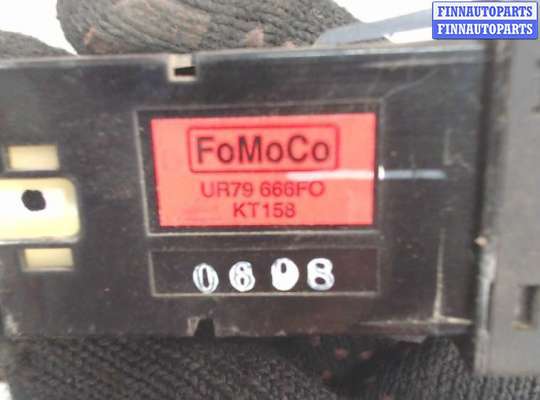 FINNAUTOPARTS
FINNAUTOPARTS
FoMoCo
UR79 666FO
KT158
0608